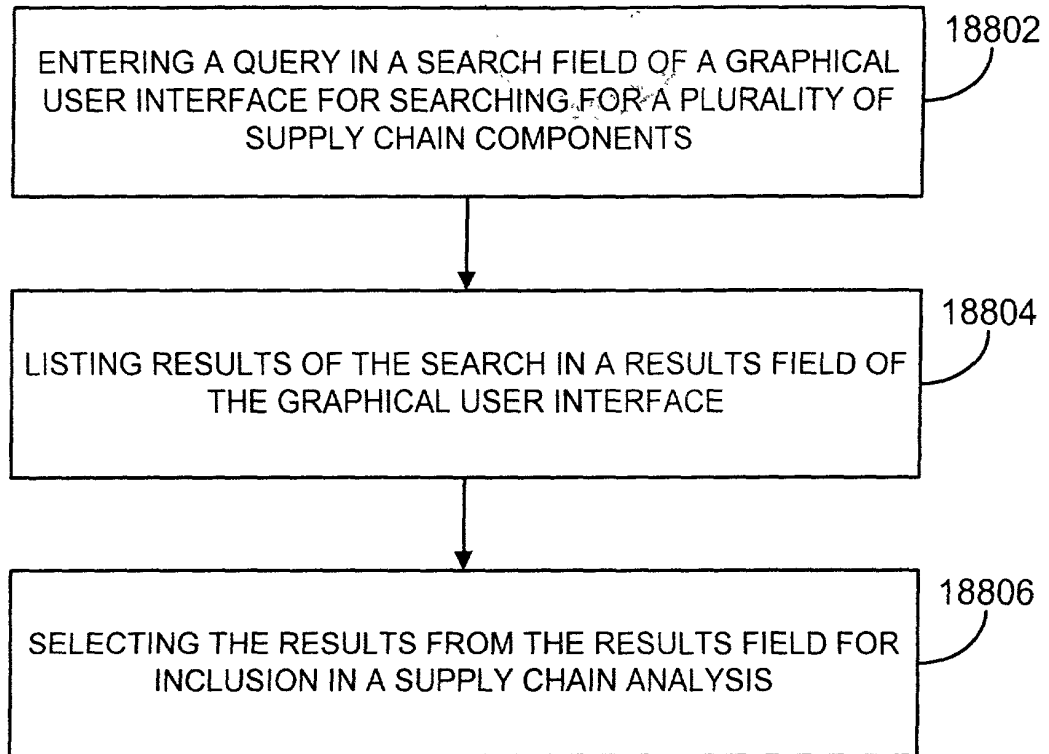 18802
ENTERING A QUERY IN A SEARCH FIELD OF A GRAPHICAL
USER INTERFACE FOR SEARCHING FOR A PLURALITY OF
SUPPLY CHAIN COMPONENTS
18804
LISTING RESULTS OF THE SEARCH IN A RESULTS FIELD OF
THE GRAPHICAL USER INTERFACE
18806
SELECTING THE RESULTS FROM THE RESULTS FIELD FOR
INCLUSION IN A SUPPLY CHAIN ANALYSIS